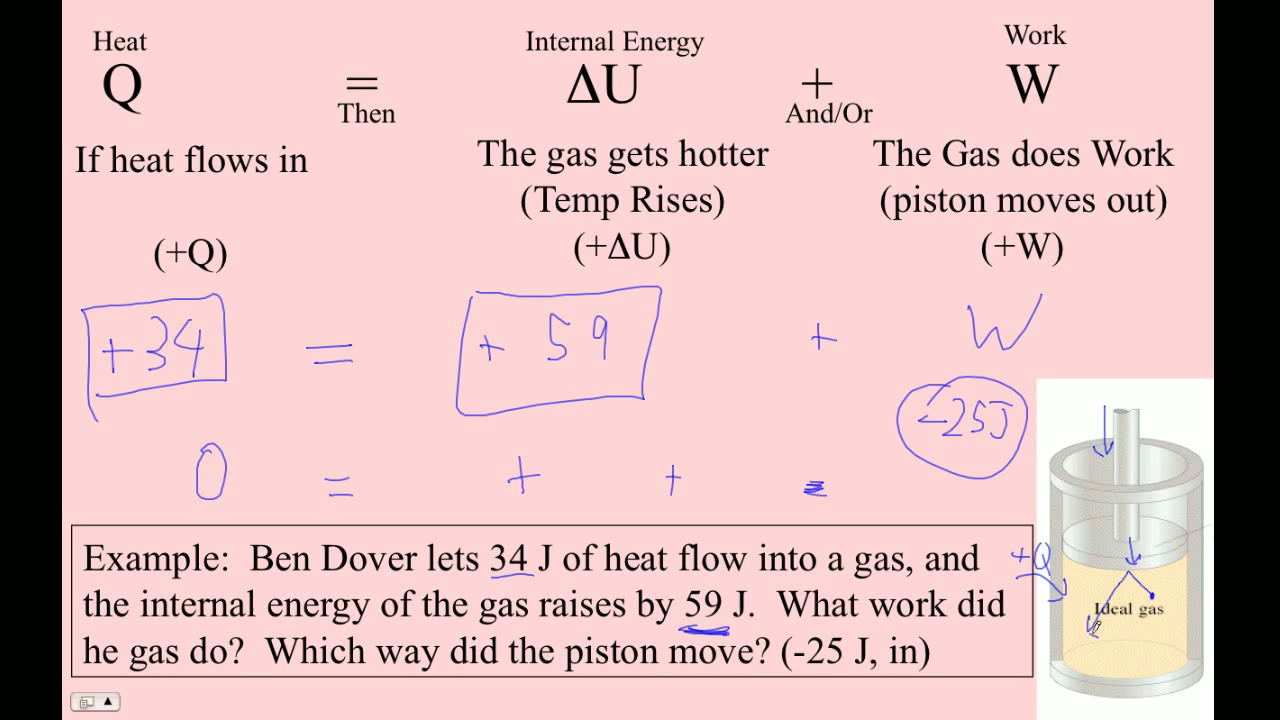 Heat Internal Energy Work
Q = ΔU + W
Then And/Or
If heat flows in The gas gets hotter The Gas does Work
(Temp Rises) (piston moves out)
(+Q) (+ΔU) (+W)
+34 = + 59 + W
-25J
0 = + +
Example: Ben Dover lets 34 J of heat flow into a gas, and
the internal energy of the gas raises by 59 J. What work did
he gas do? Which way did the piston move? (-25 J, in)
+Q
Ideal gas